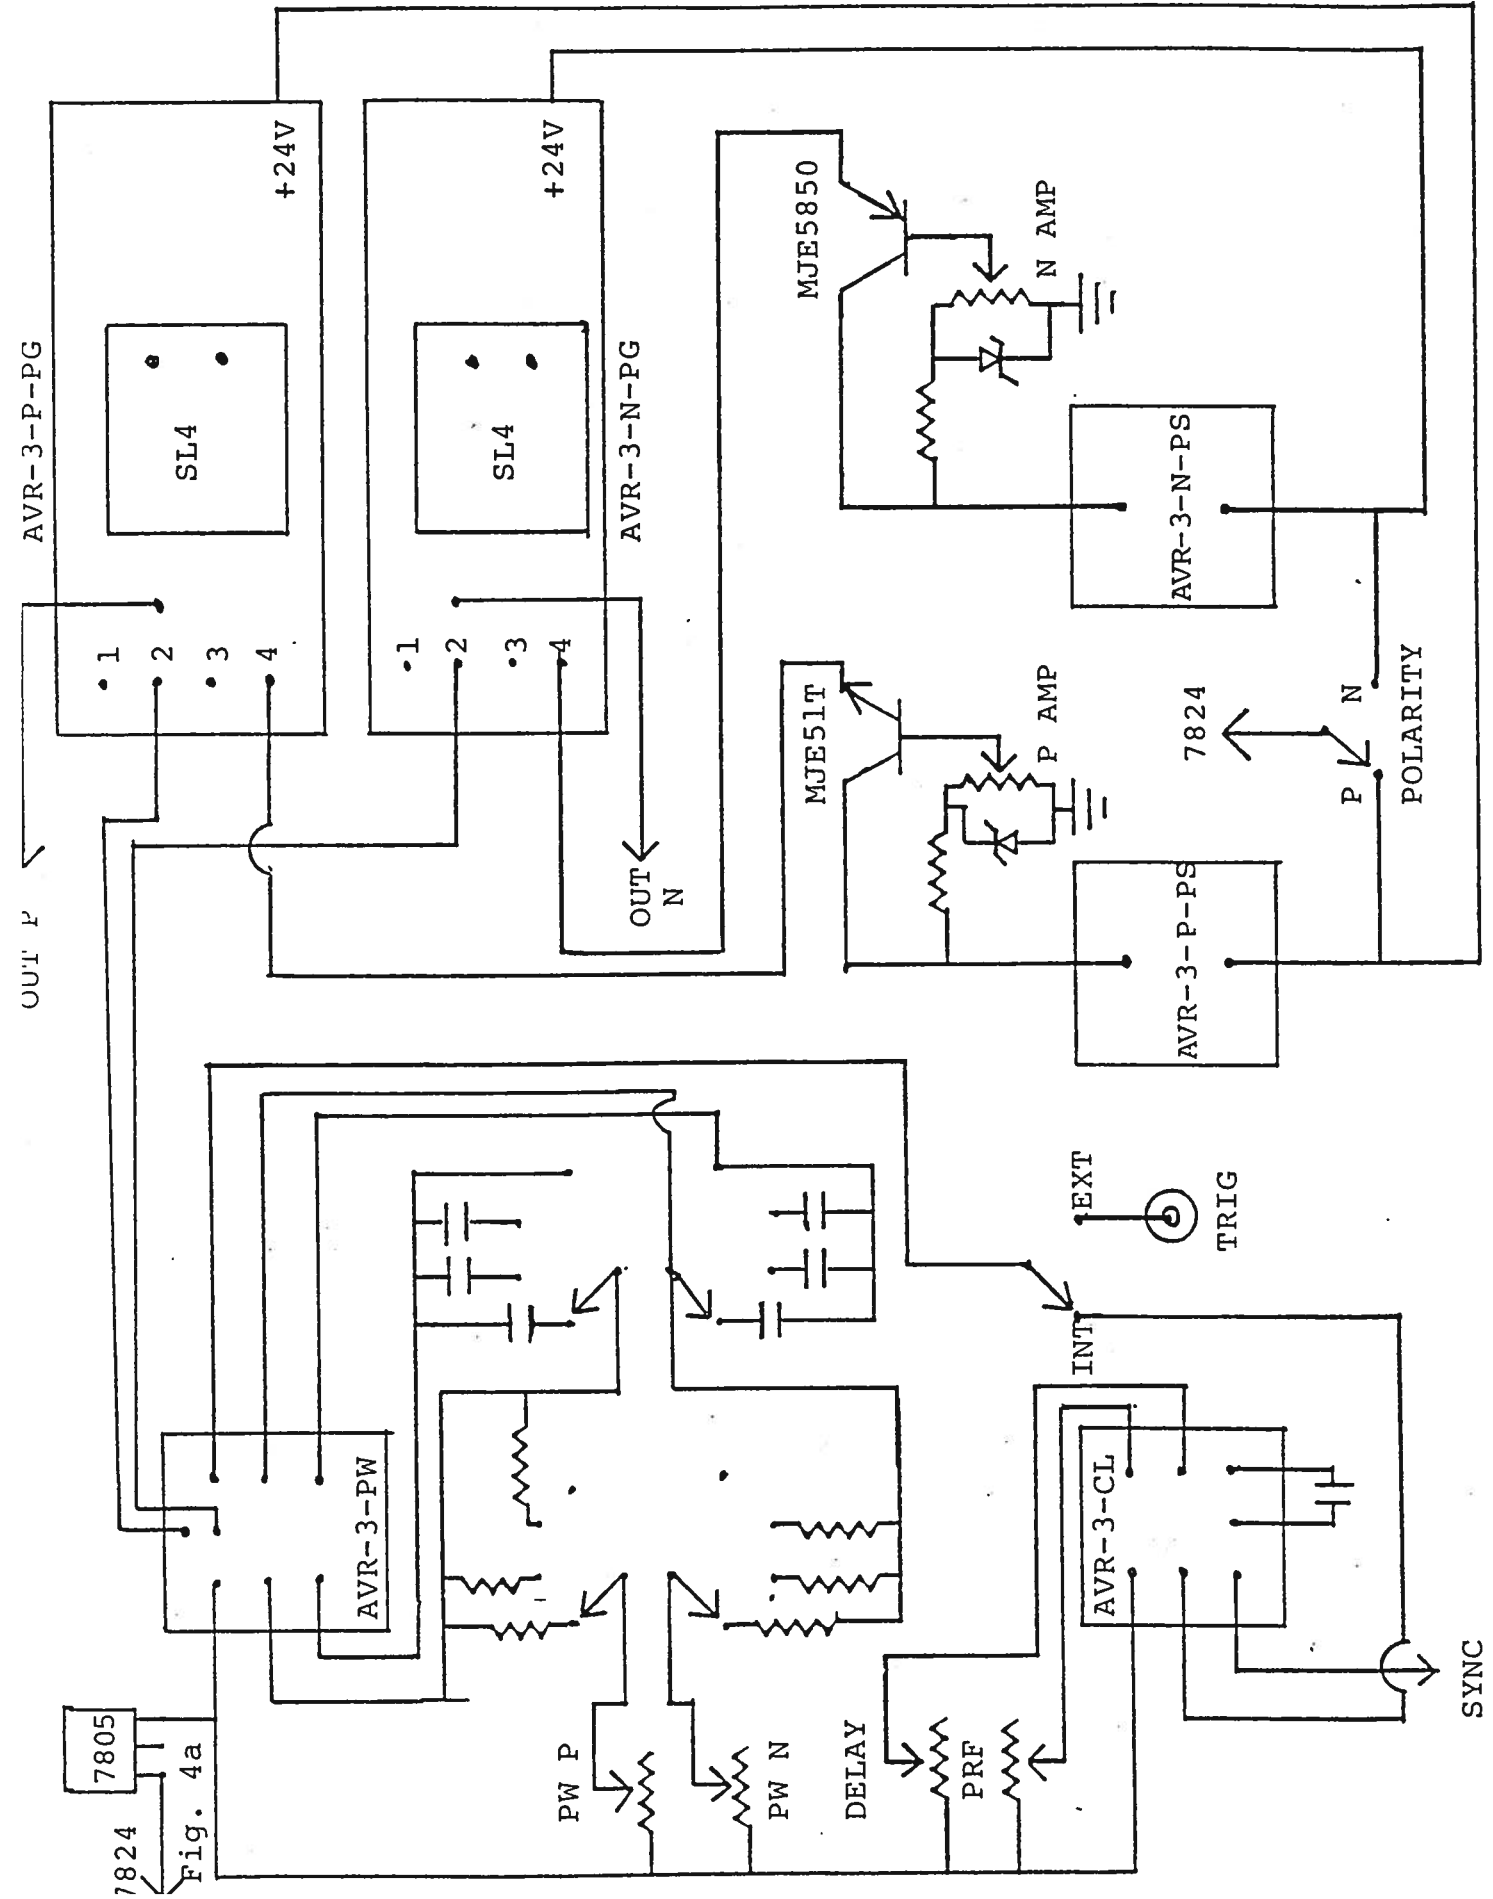 OUT P
AVR-3-P-PG
+24V
SL4
1
2
3
4
+24V
SL4
1
2
3
4
AVR-3-N-PG
OUT
N
MJE5850
N AMP
AVR-3-N-PS
MJE51T
P AMP
AVR-3-P-PS
7824
P N
POLARITY
AVR-3-PW
7805
7824
Fig. 4a
PW P
PW N
DELAY
PRF
INT
EXT
TRIG
AVR-3-CL
SYNC